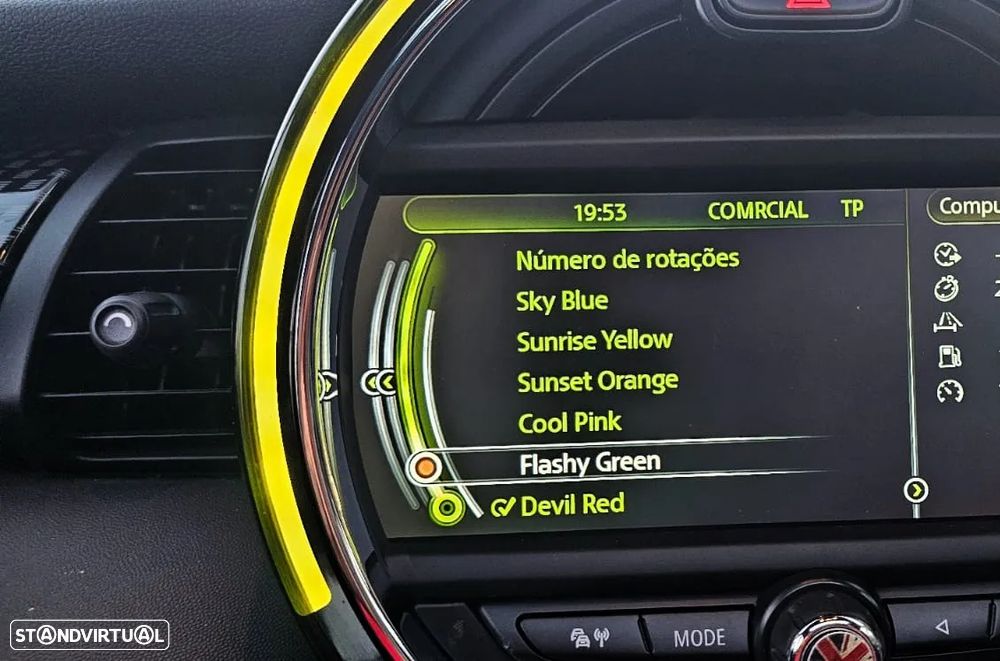 19:53 COMRCIAL TP
Compu
Número de rotações
Sky Blue
Sunrise Yellow
Sunset Orange
Cool Pink
Flashy Green
Devil Red
MODE
STANDVIRTUAL